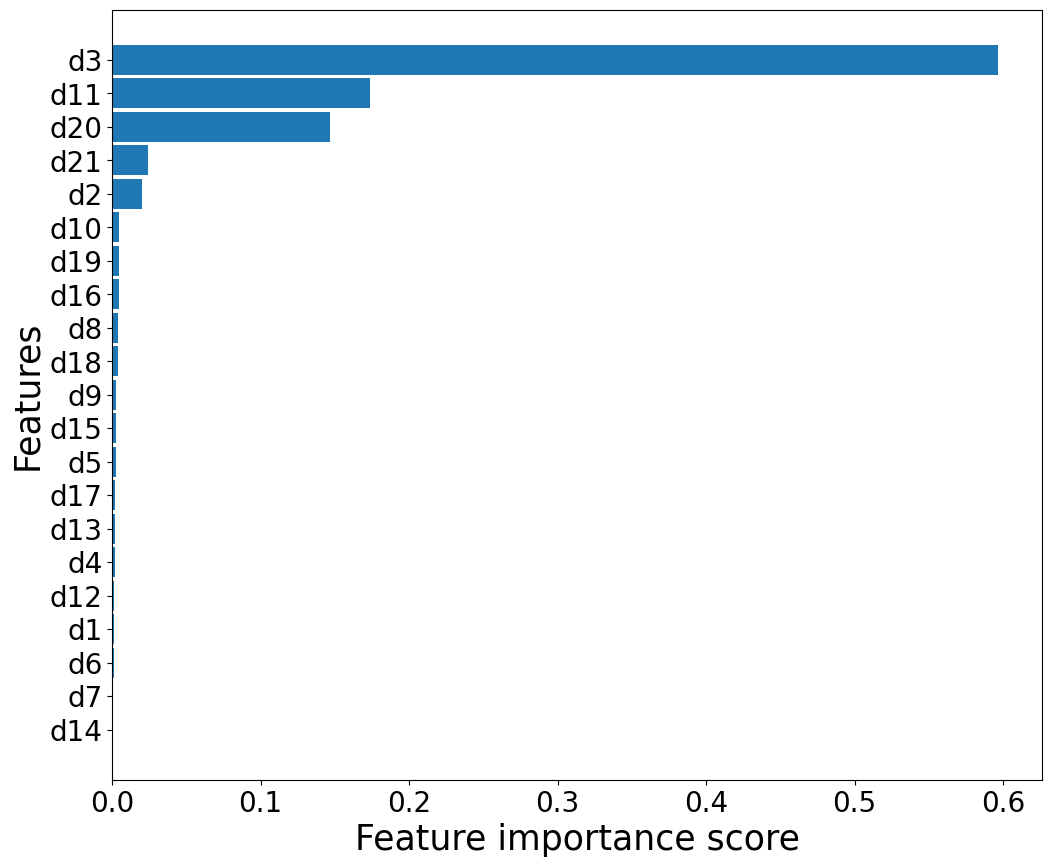 d3
d11
d20
d21
d2
d10
d19
d16
d8
d18
d9
d15
d5
d17
d13
d4
d12
d1
d6
d7
d14
Features
0.0 0.1 0.2 0.3 0.4 0.5 0.6
Feature importance score